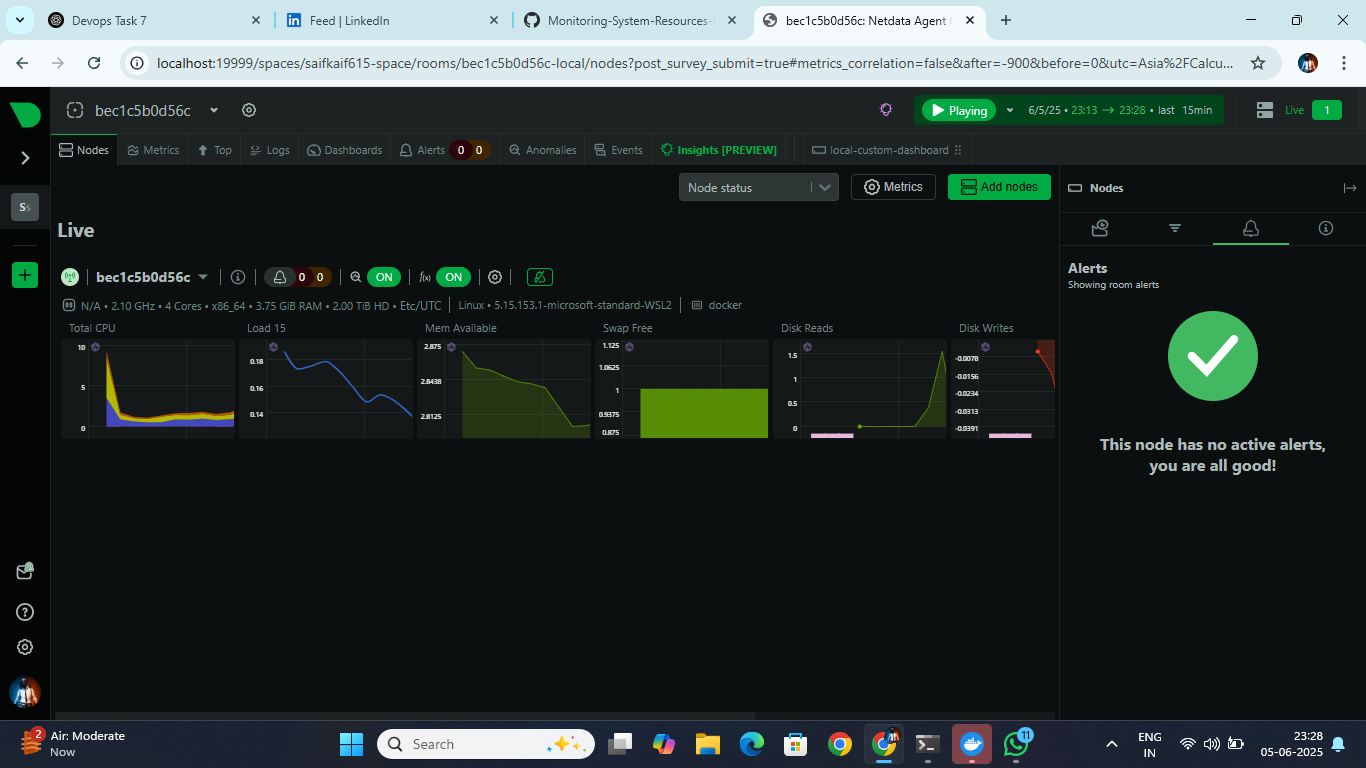 Devops Task 7
Feed | LinkedIn
Monitoring-System-Resources-
bec1c5b0d56c: Netdata Agent
localhost:19999/spaces/saifkaif615-space/rooms/bec1c5b0d56c-local/nodes?post_survey_submit=true#metrics_correlation=false&after=-900&before=0&utc=Asia%2FCalcu...
bec1c5b0d56c
Playing
6/5/25 • 23:13 → 23:28 • last 15min
Live
1
Nodes
Metrics
Top
Logs
Dashboards
Alerts
0 0
Anomalies
Events
Insights [PREVIEW]
local-custom-dashboard
Ss
Node status
Metrics
Add nodes
Nodes
Live
bec1c5b0d56c
0 0
ON
f(x)
ON
N/A • 2.10 GHz • 4 Cores • x86_64 • 3.75 GiB RAM • 2.00 TiB HD • Etc/UTC
Linux • 5.15.153.1-microsoft-standard-WSL2
docker
Total CPU
10
5
0
Load 15
0.18
0.16
0.14
Mem Available
2.875
2.8438
2.8125
Swap Free
1.125
1.0625
1
0.9375
0.875
Disk Reads
1.5
1
0.5
0
Disk Writes
-0.0078
-0.0156
-0.0234
-0.0313
-0.0391
Alerts
Showing room alerts
This node has no active alerts,
you are all good!
2
Air: Moderate
Now
Search
11
ENG
IN
23:28
05-06-2025